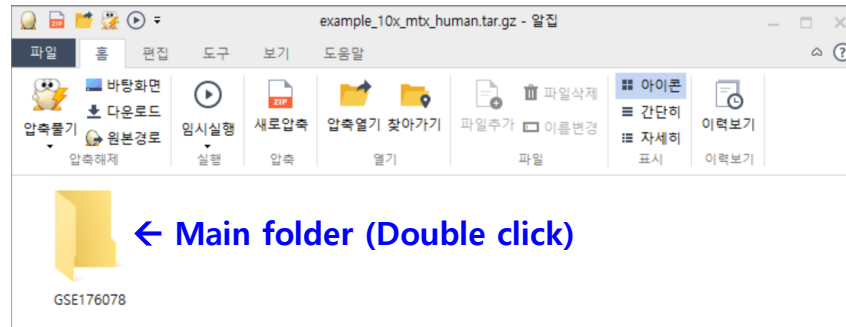 example_10x_mtx_human.tar.gz - 알집
파일 홈 편집 도구 보기 도움말
압축풀기
바탕화면
다운로드
원본경로
압축해제
임시실행
실행
ZIP
새로압축
압축
압축열기 찾아가기
열기
파일추가
파일삭제
이름변경
파일
아이콘
간단히
자세히
표시
이력보기
이력보기
← Main folder (Double click)
GSE176078